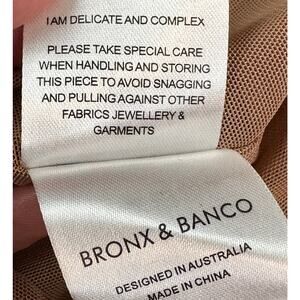 I AM DELICATE AND COMPLEX
PLEASE TAKE SPECIAL CARE
WHEN HANDLING AND STORING
THIS PIECE TO AVOID SNAGGING
AND PULLING AGAINST OTHER
FABRICS JEWELLERY &
GARMENTS
BRONX & BANCO
DESIGNED IN AUSTRALIA
MADE IN CHINA